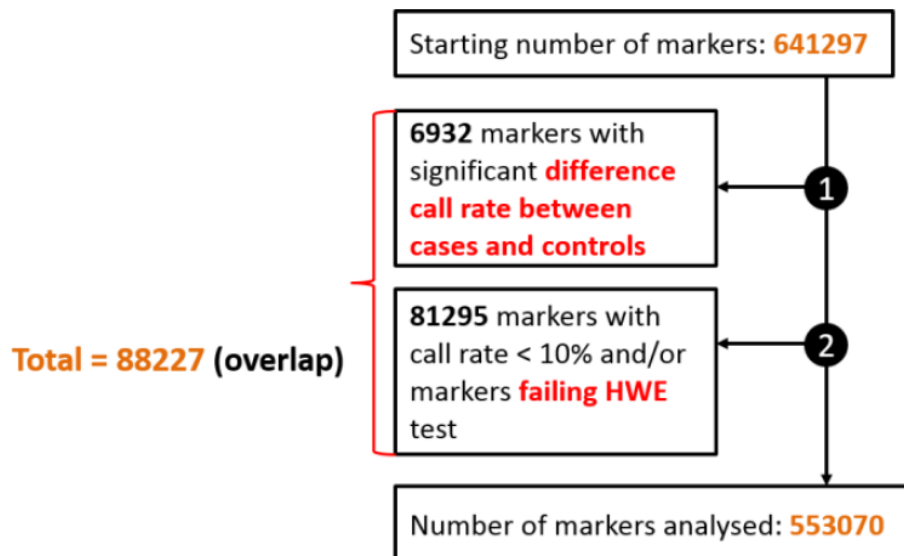 Starting number of markers: 641297
6932 markers with
significant difference
call rate between
cases and controls
1
81295 markers with
call rate < 10% and/or
markers failing HWE
test
2
Total = 88227 (overlap)
Number of markers analysed: 553070